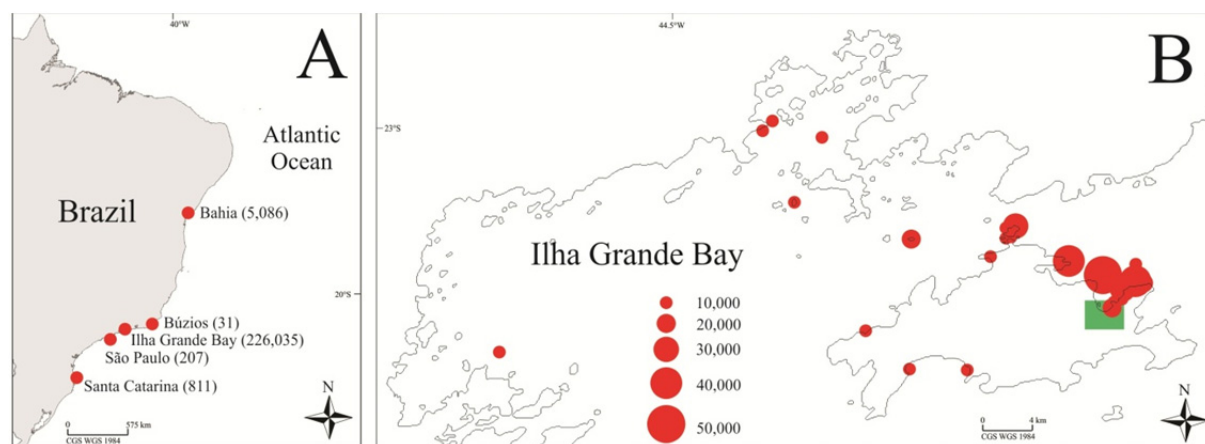 40°W
A
Atlantic
Ocean
Brazil
Bahia (5,086)
20°S
Búzios (31)
Ilha Grande Bay (226,035)
São Paulo (207)
Santa Catarina (811)
N
0 575 km
CGS WGS 1984
44.5°W
B
23°S
Ilha Grande Bay
10,000
20,000
30,000
40,000
50,000
N
0 4 km
CGS WGS 1984